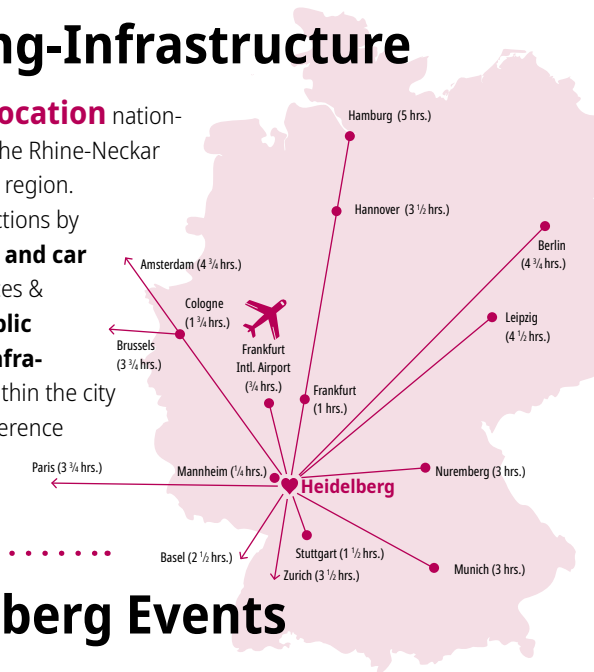 ng-Infrastructure
ocation nation-
he Rhine-Neckar
region.
ctions by
and car
es &
blic
nfra-
thin the city
erence
Hamburg (5 hrs.)
Hannover (3 ½ hrs.)
Berlin
(4 ¾ hrs.)
Amsterdam (4 ¾ hrs.)
Cologne
(1 ¾ hrs.)
Leipzig
(4 ½ hrs.)
Brussels
(3 ¾ hrs.)
Frankfurt
Intl. Airport
(¾ hrs.)
Frankfurt
(1 hrs.)
Paris (3 ¾ hrs.)
Mannheim (¼ hrs.)
Heidelberg
Nuremberg (3 hrs.)
Basel (2 ½ hrs.)
Stuttgart (1 ½ hrs.)
Zurich (3 ½ hrs.)
Munich (3 hrs.)
berg Events